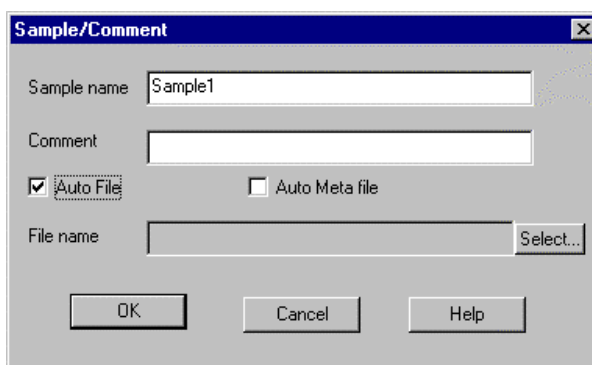 Sample/Comment
Sample name Sample1
Comment
Auto File Auto Meta file
File name Select...
OK Cancel Help